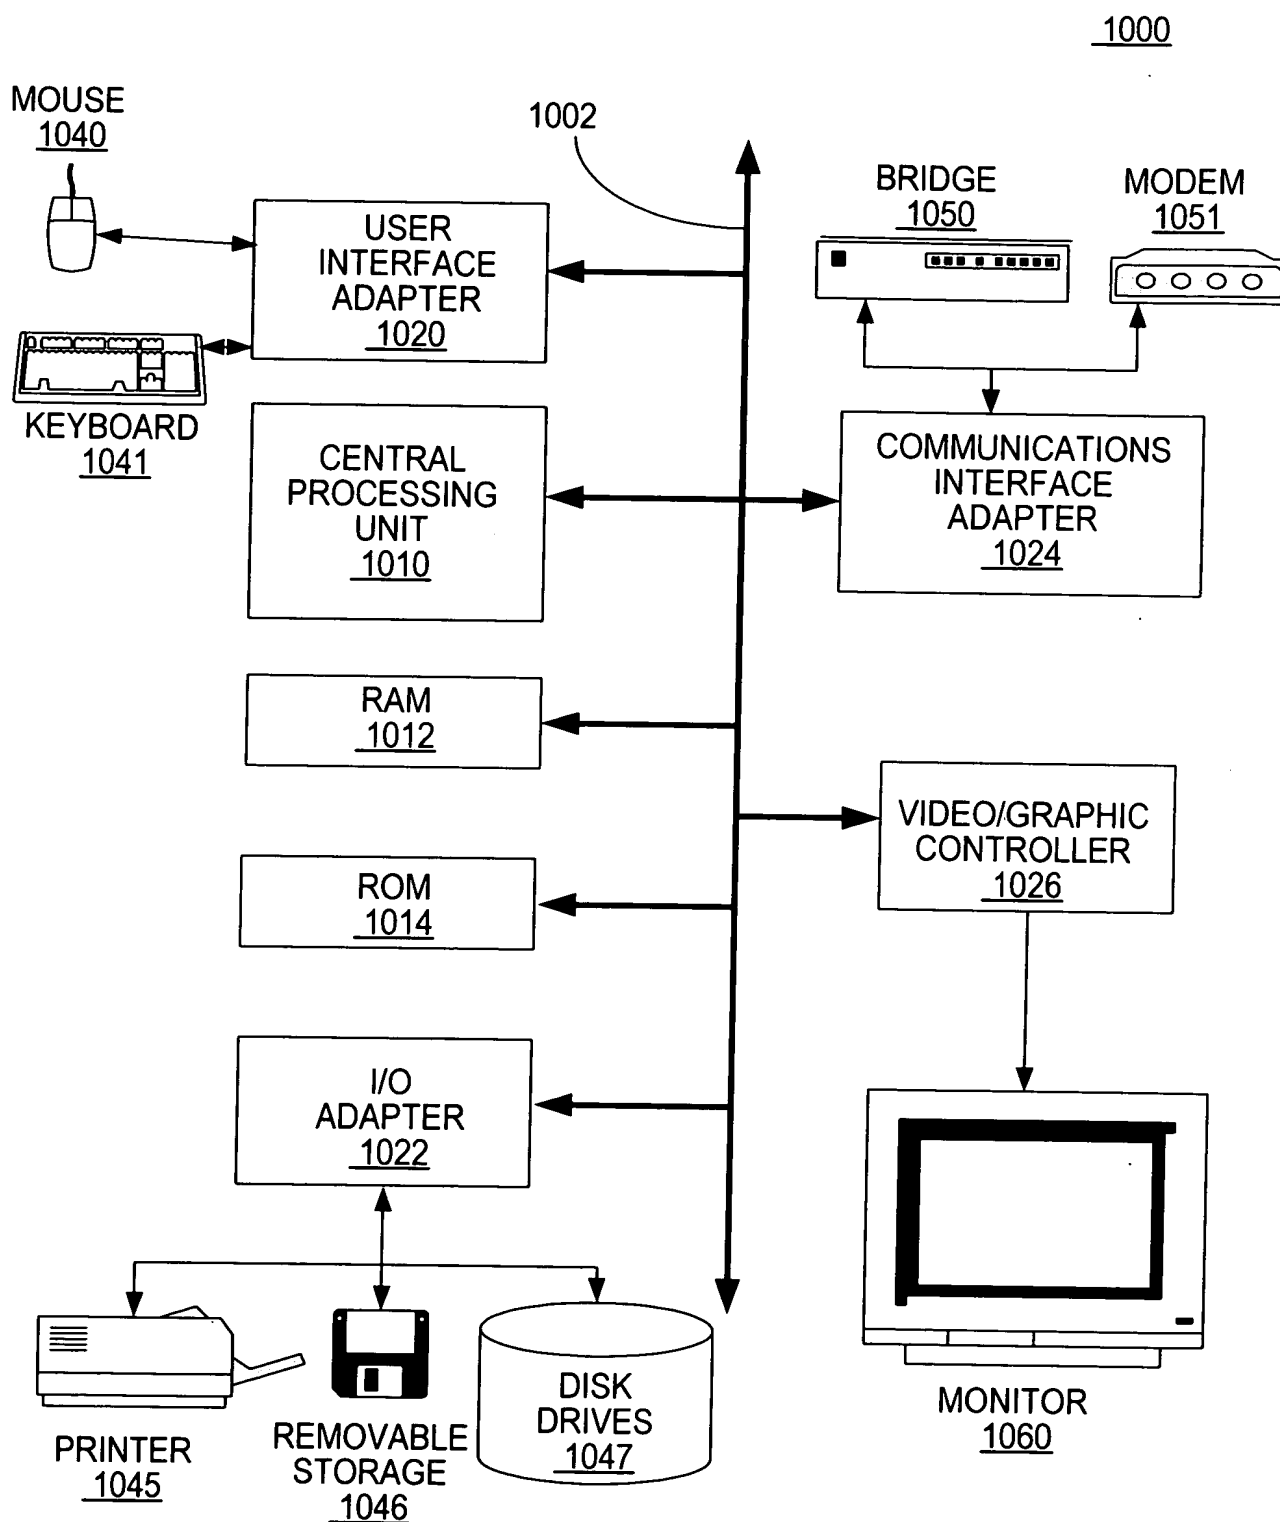 1000
MOUSE
1040
1002
BRIDGE
1050
MODEM
1051
USER
INTERFACE
ADAPTER
1020
KEYBOARD
1041
CENTRAL
PROCESSING
UNIT
1010
COMMUNICATIONS
INTERFACE
ADAPTER
1024
RAM
1012
VIDEO/GRAPHIC
CONTROLLER
1026
ROM
1014
I/O
ADAPTER
1022
PRINTER
1045
REMOVABLE
STORAGE
1046
DISK
DRIVES
1047
MONITOR
1060